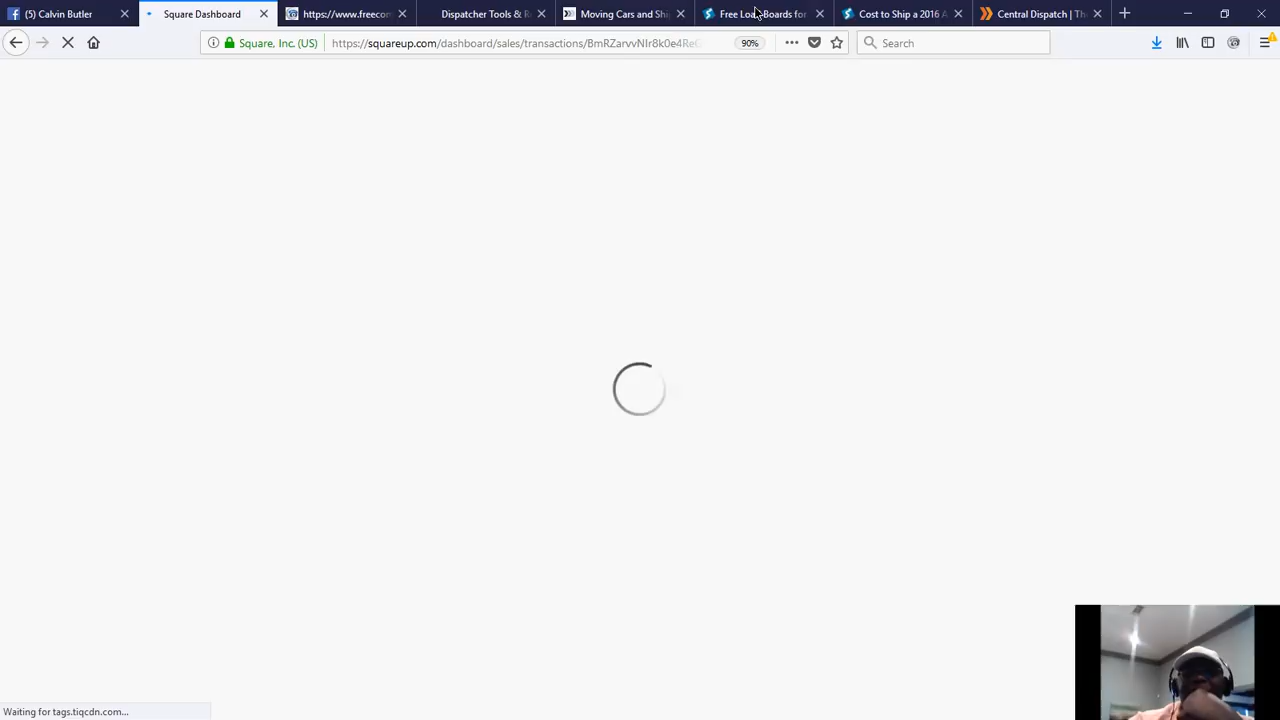 (5) Calvin Butler
Square Dashboard
https://www.freecom
Dispatcher Tools & R
Moving Cars and Shi
Free Load Boards for
Cost to Ship a 2016 A
Central Dispatch | Th
Square, Inc. (US)
https://squareup.com/dashboard/sales/transactions/BmRZarvvNIr8k0e4Re
90%
Search
Waiting for tags.tiqcdn.com...